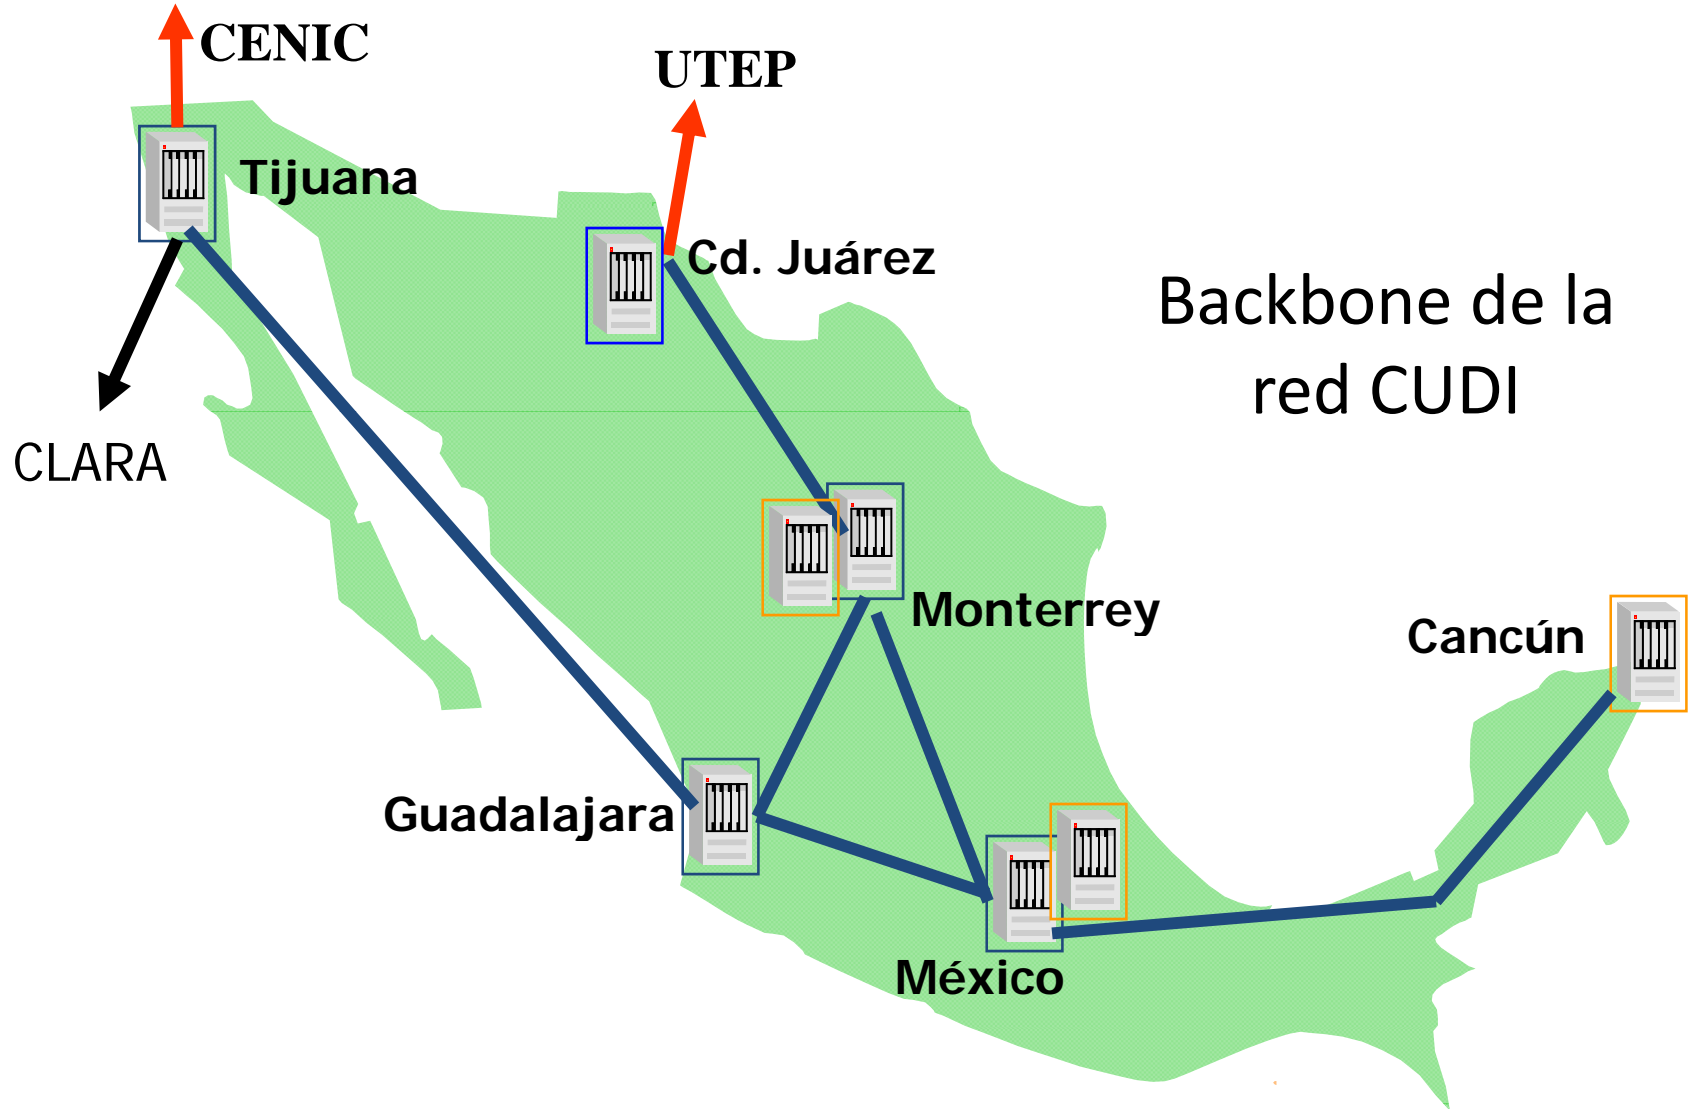 CENIC
UTEP
Tijuana
Cd. Juárez
Backbone de la
red CUDI
CLARA
Monterrey
Cancún
Guadalajara
México